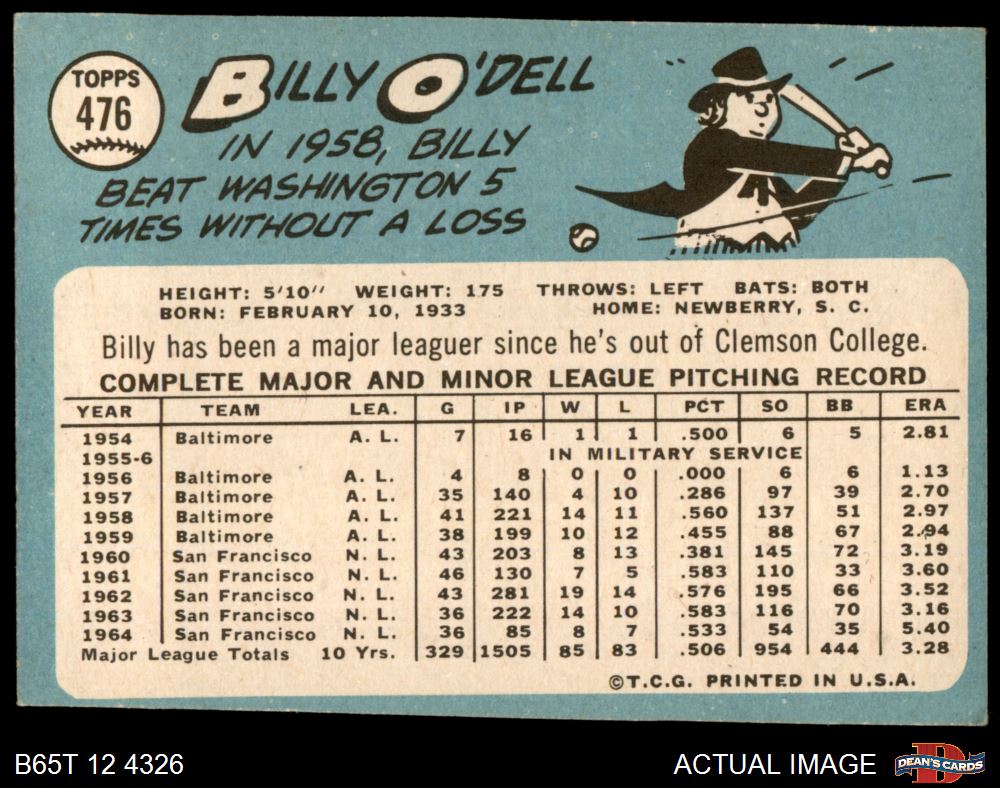 TOPPS
476
BILLY O'DELL
IN 1958, BILLY
BEAT WASHINGTON 5
TIMES WITHOUT A LOSS
HEIGHT: 5'10" WEIGHT: 175 THROWS: LEFT BATS: BOTH
BORN: FEBRUARY 10, 1933 HOME: NEWBERRY, S. C.
Billy has been a major leaguer since he's out of Clemson College.
COMPLETE MAJOR AND MINOR LEAGUE PITCHING RECORD
YEAR TEAM LEA. G IP W L PCT SO BB ERA
1954 Baltimore A. L. 7 16 1 1 .500 6 5 2.81
1955-6 IN MILITARY SERVICE
1956 Baltimore A. L. 4 8 0 0 .000 6 6 1.13
1957 Baltimore A. L. 35 140 4 10 .286 97 39 2.70
1958 Baltimore A. L. 41 221 14 11 .560 137 51 2.97
1959 Baltimore A. L. 38 199 10 12 .455 88 67 2.94
1960 San Francisco N. L. 43 203 8 13 .381 145 72 3.19
1961 San Francisco N. L. 46 130 7 5 .583 110 33 3.60
1962 San Francisco N. L. 43 281 19 14 .576 195 66 3.52
1963 San Francisco N. L. 36 222 14 10 .583 116 70 3.16
1964 San Francisco N. L. 36 85 8 7 .533 54 35 5.40
Major League Totals 10 Yrs. 329 1505 85 83 .506 954 444 3.28
©T.C.G. PRINTED IN U.S.A.
B65T 12 4326 ACTUAL IMAGE
DEAN'S CARDS